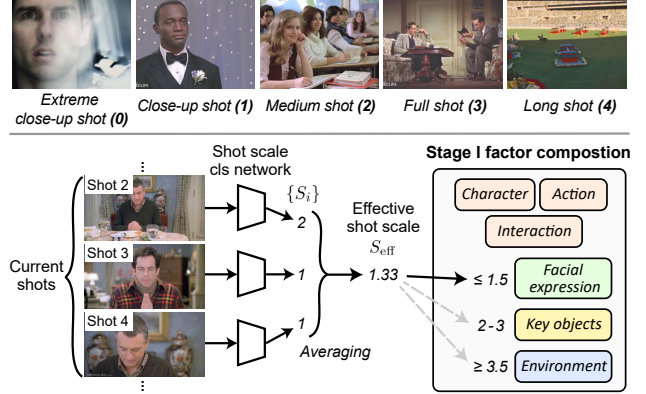 Extreme
close-up shot (0)
Close-up shot (1)
Medium shot (2)
Full shot (3)
Long shot (4)
Shot scale
cls network
Stage I factor compostion
Current
shots
Shot 2
Shot 3
Shot 4
{S_i}
2
1
1
Averaging
Effective
shot scale
S_eff
1.33
Character
Action
Interaction
≤ 1.5
Facial
expression
2 - 3
Key objects
≥ 3.5
Environment